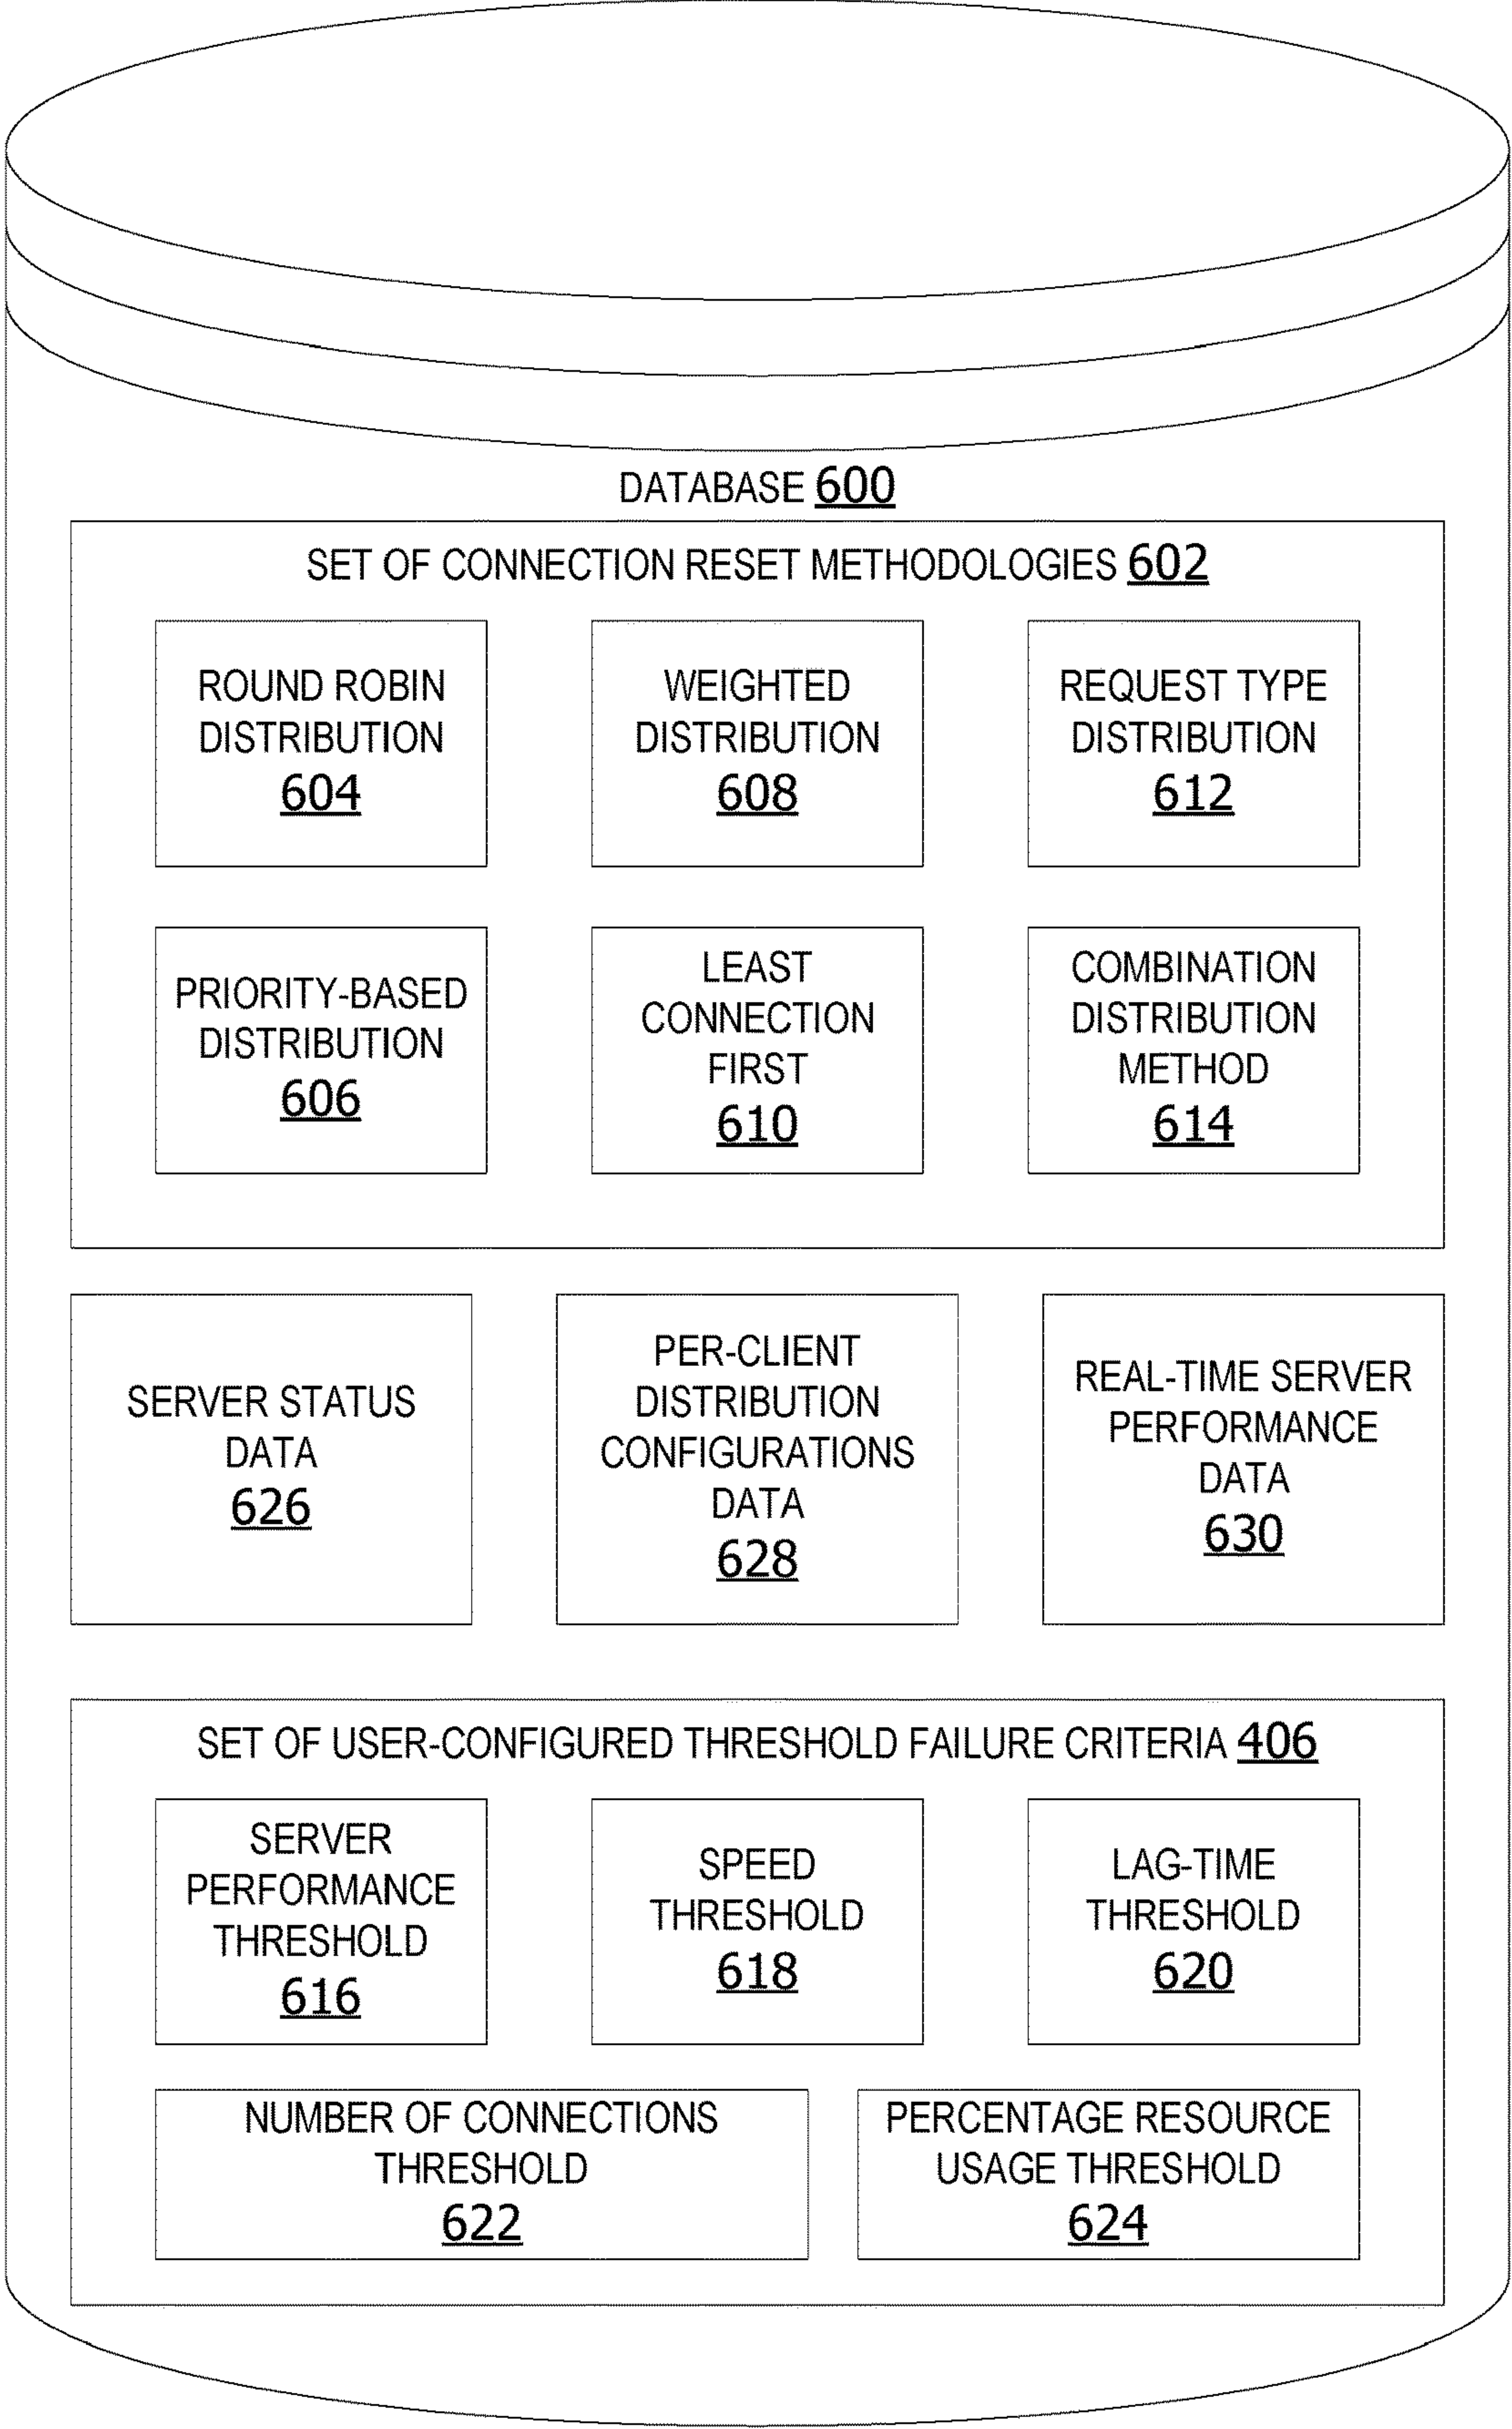 DATABASE 600
SET OF CONNECTION RESET METHODOLOGIES 602
ROUND ROBIN
DISTRIBUTION
604
WEIGHTED
DISTRIBUTION
608
REQUEST TYPE
DISTRIBUTION
612
PRIORITY-BASED
DISTRIBUTION
606
LEAST
CONNECTION
FIRST
610
COMBINATION
DISTRIBUTION
METHOD
614
SERVER STATUS
DATA
626
PER-CLIENT
DISTRIBUTION
CONFIGURATIONS
DATA
628
REAL-TIME SERVER
PERFORMANCE
DATA
630
SET OF USER-CONFIGURED THRESHOLD FAILURE CRITERIA 406
SERVER
PERFORMANCE
THRESHOLD
616
SPEED
THRESHOLD
618
LAG-TIME
THRESHOLD
620
NUMBER OF CONNECTIONS
THRESHOLD
622
PERCENTAGE RESOURCE
USAGE THRESHOLD
624